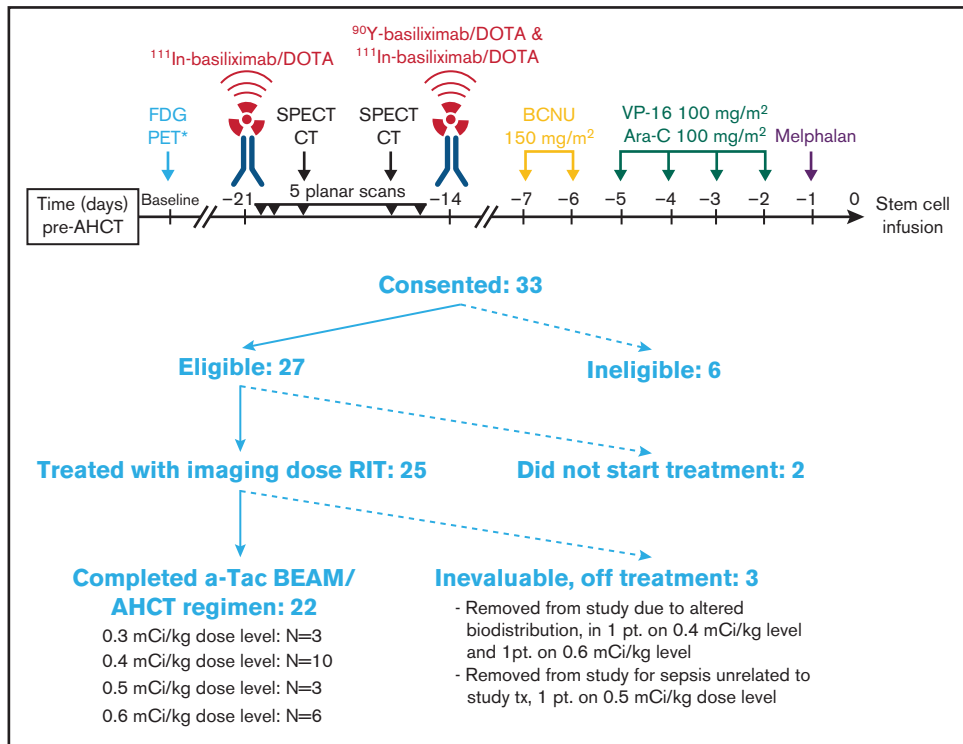 ⁹⁰Y-basiliximab/DOTA &
¹¹¹In-basiliximab/DOTA
¹¹¹In-basiliximab/DOTA
FDG
PET*
SPECT
CT
SPECT
CT
BCNU
150 mg/m²
VP-16 100 mg/m²
Ara-C 100 mg/m²
Melphalan
5 planar scans
Time (days)
pre-AHCT
Baseline
−21
−14
−7
−6
−5
−4
−3
−2
−1
0
Stem cell
infusion
Consented: 33
Eligible: 27
Ineligible: 6
Treated with imaging dose RIT: 25
Did not start treatment: 2
Completed a-Tac BEAM/
AHCT regimen: 22
0.3 mCi/kg dose level: N=3
0.4 mCi/kg dose level: N=10
0.5 mCi/kg dose level: N=3
0.6 mCi/kg dose level: N=6
Inevaluable, off treatment: 3
- Removed from study due to altered
biodistribution, in 1 pt. on 0.4 mCi/kg level
and 1pt. on 0.6 mCi/kg level
- Removed from study for sepsis unrelated to
study tx, 1 pt. on 0.5 mCi/kg dose level